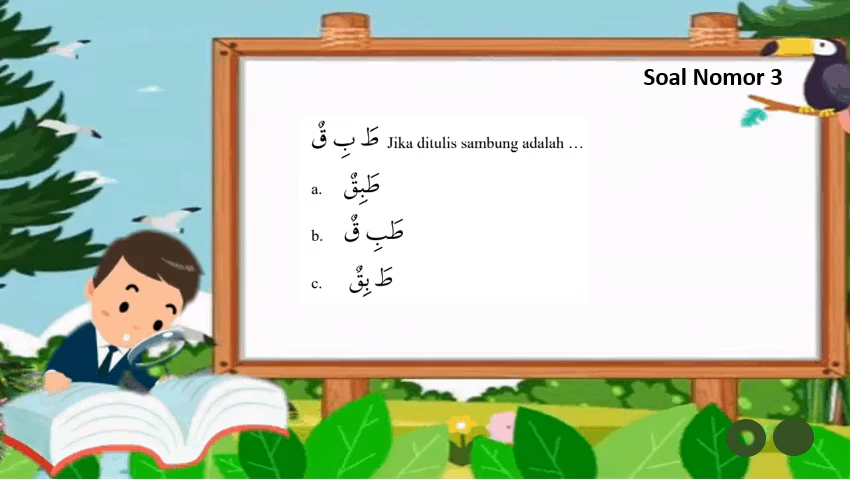 Soal Nomor 3
طَ بِ قٌ Jika ditulis sambung adalah …
a. طَبِقٌ
b. طَبِ قٌ
c. طَ بِقٌ